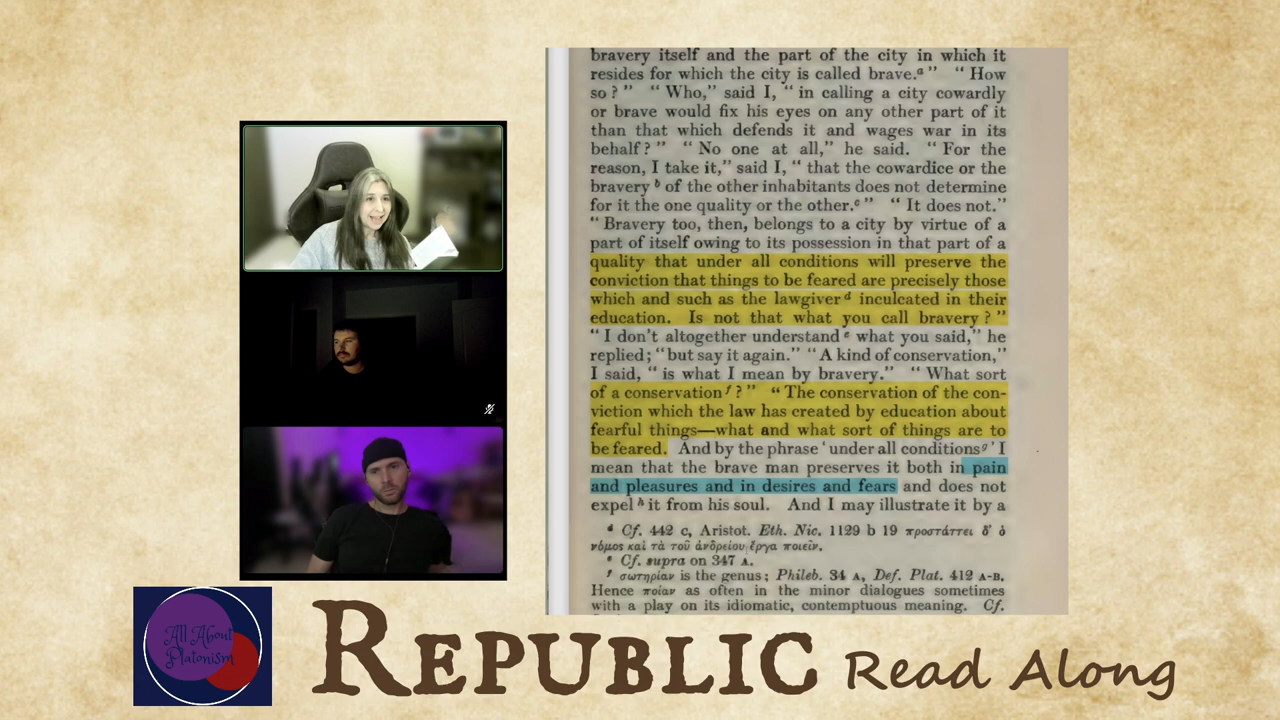 bravery itself and the part of the city in which it
resides for which the city is called brave.ᵃ” “ How
so ? ” “ Who,” said I, “ in calling a city cowardly
or brave would fix his eyes on any other part of it
than that which defends it and wages war in its
behalf ? ” “ No one at all,” he said. “ For the
reason, I take it,” said I, “ that the cowardice or the
bravery ᵇ of the other inhabitants does not determine
for it the one quality or the other.ᶜ ” “ It does not.”
“ Bravery too, then, belongs to a city by virtue of a
part of itself owing to its possession in that part of a
quality that under all conditions will preserve the
conviction that things to be feared are precisely those
which and such as the lawgiver ᵈ inculcated in their
education. Is not that what you call bravery ? ”
“ I don’t altogether understand ᵉ what you said,” he
replied; “ but say it again.” “ A kind of conservation,”
I said, “ is what I mean by bravery.” “ What sort
of a conservation ᶠ ? ” “ The conservation of the con-
viction which the law has created by education about
fearful things—what and what sort of things are to
be feared. And by the phrase ‘ under all conditions ᵍ ’ I
mean that the brave man preserves it both in pain
and pleasures and in desires and fears and does not
expel ʰ it from his soul. And I may illustrate it by a
ᵈ Cf. 442 c, Aristot. Eth. Nic. 1129 b 19 προστάττει δ’ ὁ
νόμος καὶ τὰ τοῦ ἀνδρείου ἔργα ποιεῖν.
ᵉ Cf. supra on 347 A.
ᶠ σωτηρίαν is the genus ; Phileb. 34 A, Def. Plat. 412 A-B.
Hence ποίαν as often in the minor dialogues sometimes
with a play on its idiomatic, contemptuous meaning. Cf.
All About
Platonism
REPUBLIC Read Along